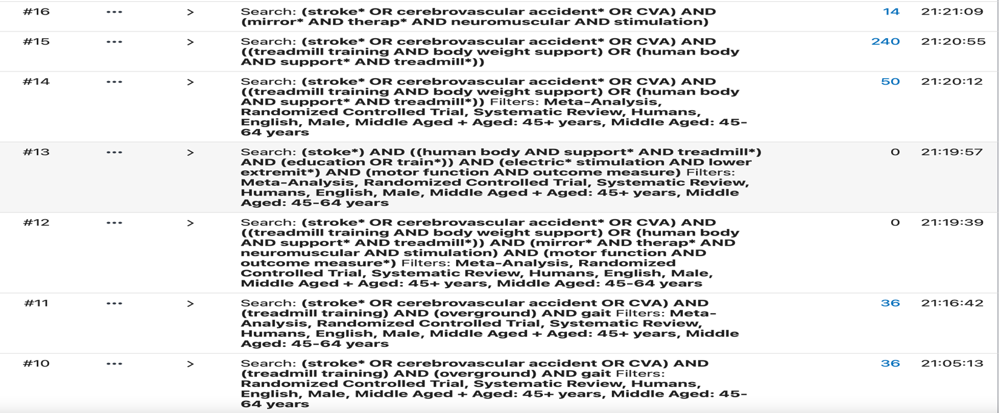 #16 ••• > Search: (stroke* OR cerebrovascular accident* OR CVA) AND 14 21:21:09
(mirror* AND therap* AND neuromuscular AND stimulation)
#15 ••• > Search: (stroke* OR cerebrovascular accident* OR CVA) AND 240 21:20:55
((treadmill training AND body weight support) OR (human body
AND support* AND treadmill*))
#14 ••• > Search: (stroke* OR cerebrovascular accident* OR CVA) AND 50 21:20:12
((treadmill training AND body weight support) OR (human body
AND support* AND treadmill*)) Filters: Meta-Analysis,
Randomized Controlled Trial, Systematic Review, Humans,
English, Male, Middle Aged + Aged: 45+ years, Middle Aged: 45-
64 years
#13 ••• > Search: (stoke*) AND ((human body AND support* AND treadmill*) 0 21:19:57
AND (education OR train*)) AND (electric* stimulation AND lower
extremit*) AND (motor function AND outcome measure) Filters:
Meta-Analysis, Randomized Controlled Trial, Systematic Review,
Humans, English, Male, Middle Aged + Aged: 45+ years, Middle
Aged: 45-64 years
#12 ••• > Search: (stroke* OR cerebrovascular accident* OR CVA) AND 0 21:19:39
((treadmill training AND body weight support) OR (human body
AND support* AND treadmill*)) AND (mirror* AND therap* AND
neuromuscular AND stimulation) AND (motor function AND
outcome measure*) Filters: Meta-Analysis, Randomized
Controlled Trial, Systematic Review, Humans, English, Male,
Middle Aged + Aged: 45+ years, Middle Aged: 45-64 years
#11 ••• > Search: (stroke* OR cerebrovascular accident OR CVA) AND 36 21:16:42
(treadmill training) AND (overground) AND gait Filters: Meta-
Analysis, Randomized Controlled Trial, Systematic Review,
Humans, English, Male, Middle Aged + Aged: 45+ years, Middle
Aged: 45-64 years
#10 ••• > Search: (stroke* OR cerebrovascular accident OR CVA) AND 36 21:05:13
(treadmill training) AND (overground) AND gait Filters:
Randomized Controlled Trial, Systematic Review, Humans,
English, Male, Middle Aged + Aged: 45+ years, Middle Aged: 45-
64 years